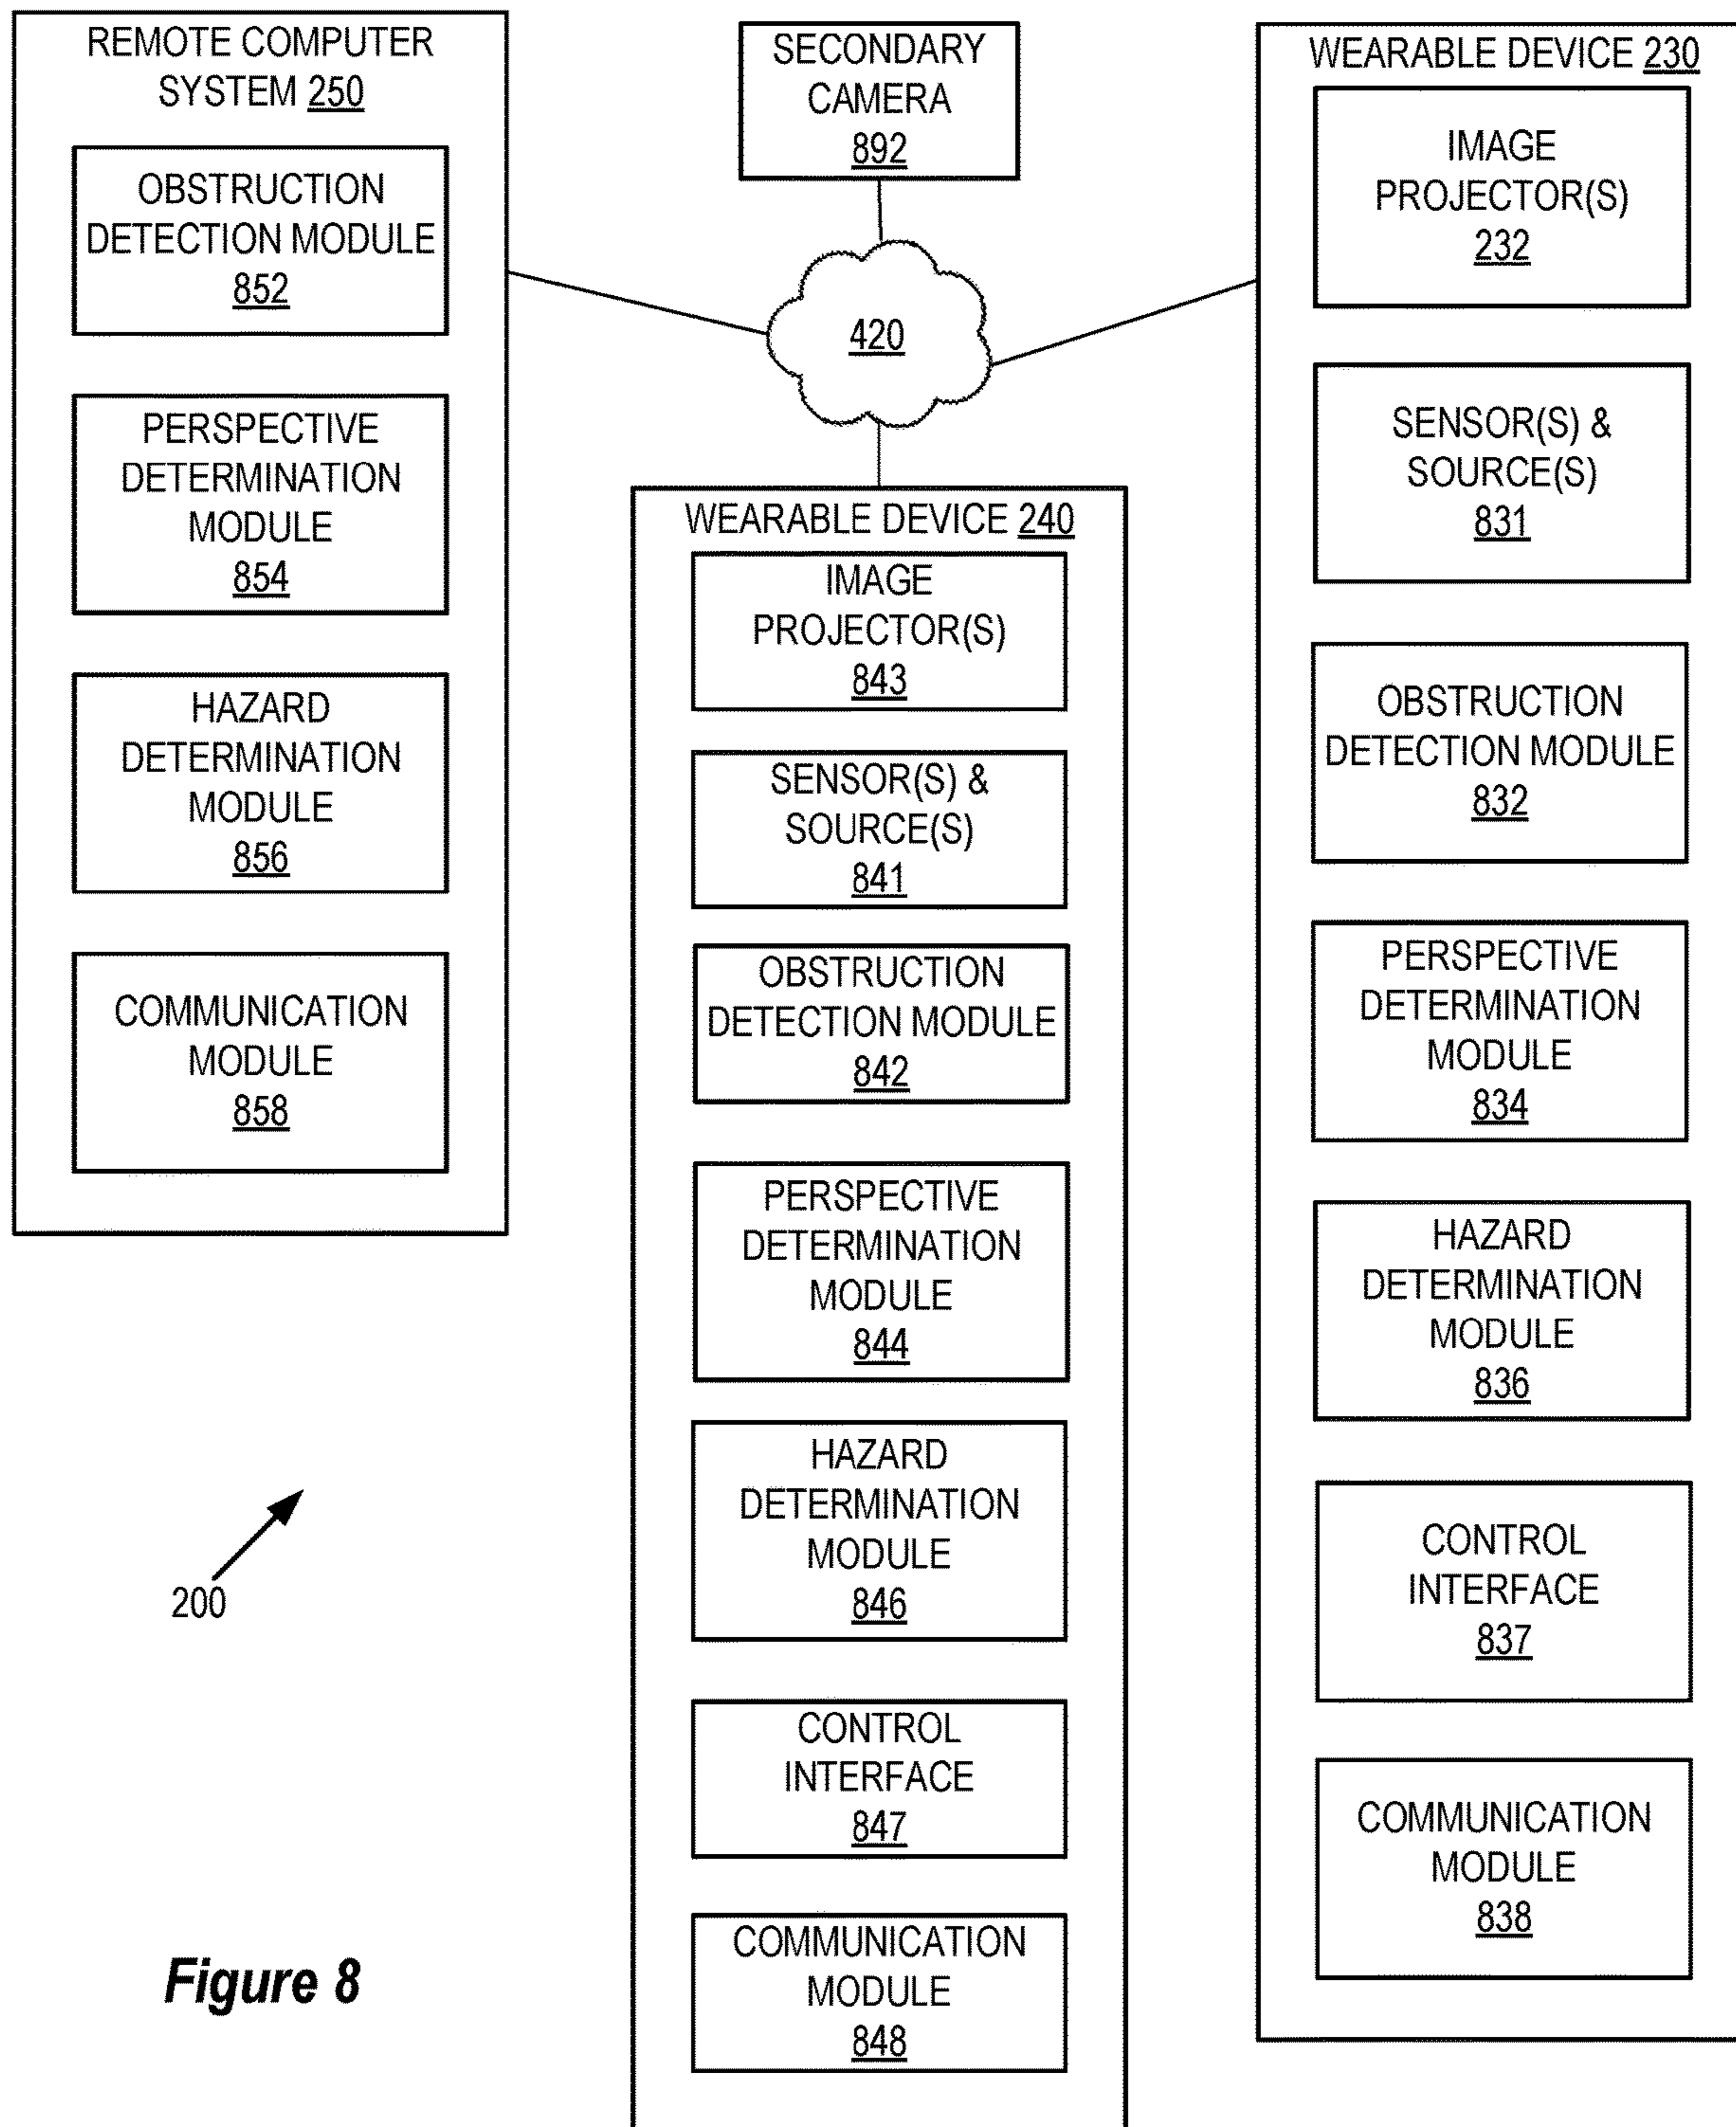 REMOTE COMPUTER
SYSTEM 250
OBSTRUCTION
DETECTION MODULE
852
PERSPECTIVE
DETERMINATION
MODULE
854
HAZARD
DETERMINATION
MODULE
856
COMMUNICATION
MODULE
858
SECONDARY
CAMERA
892
420
WEARABLE DEVICE 240
IMAGE
PROJECTOR(S)
843
SENSOR(S) &
SOURCE(S)
841
OBSTRUCTION
DETECTION MODULE
842
PERSPECTIVE
DETERMINATION
MODULE
844
HAZARD
DETERMINATION
MODULE
846
CONTROL
INTERFACE
847
COMMUNICATION
MODULE
848
WEARABLE DEVICE 230
IMAGE
PROJECTOR(S)
232
SENSOR(S) &
SOURCE(S)
831
OBSTRUCTION
DETECTION MODULE
832
PERSPECTIVE
DETERMINATION
MODULE
834
HAZARD
DETERMINATION
MODULE
836
CONTROL
INTERFACE
837
COMMUNICATION
MODULE
838
200
Figure 8